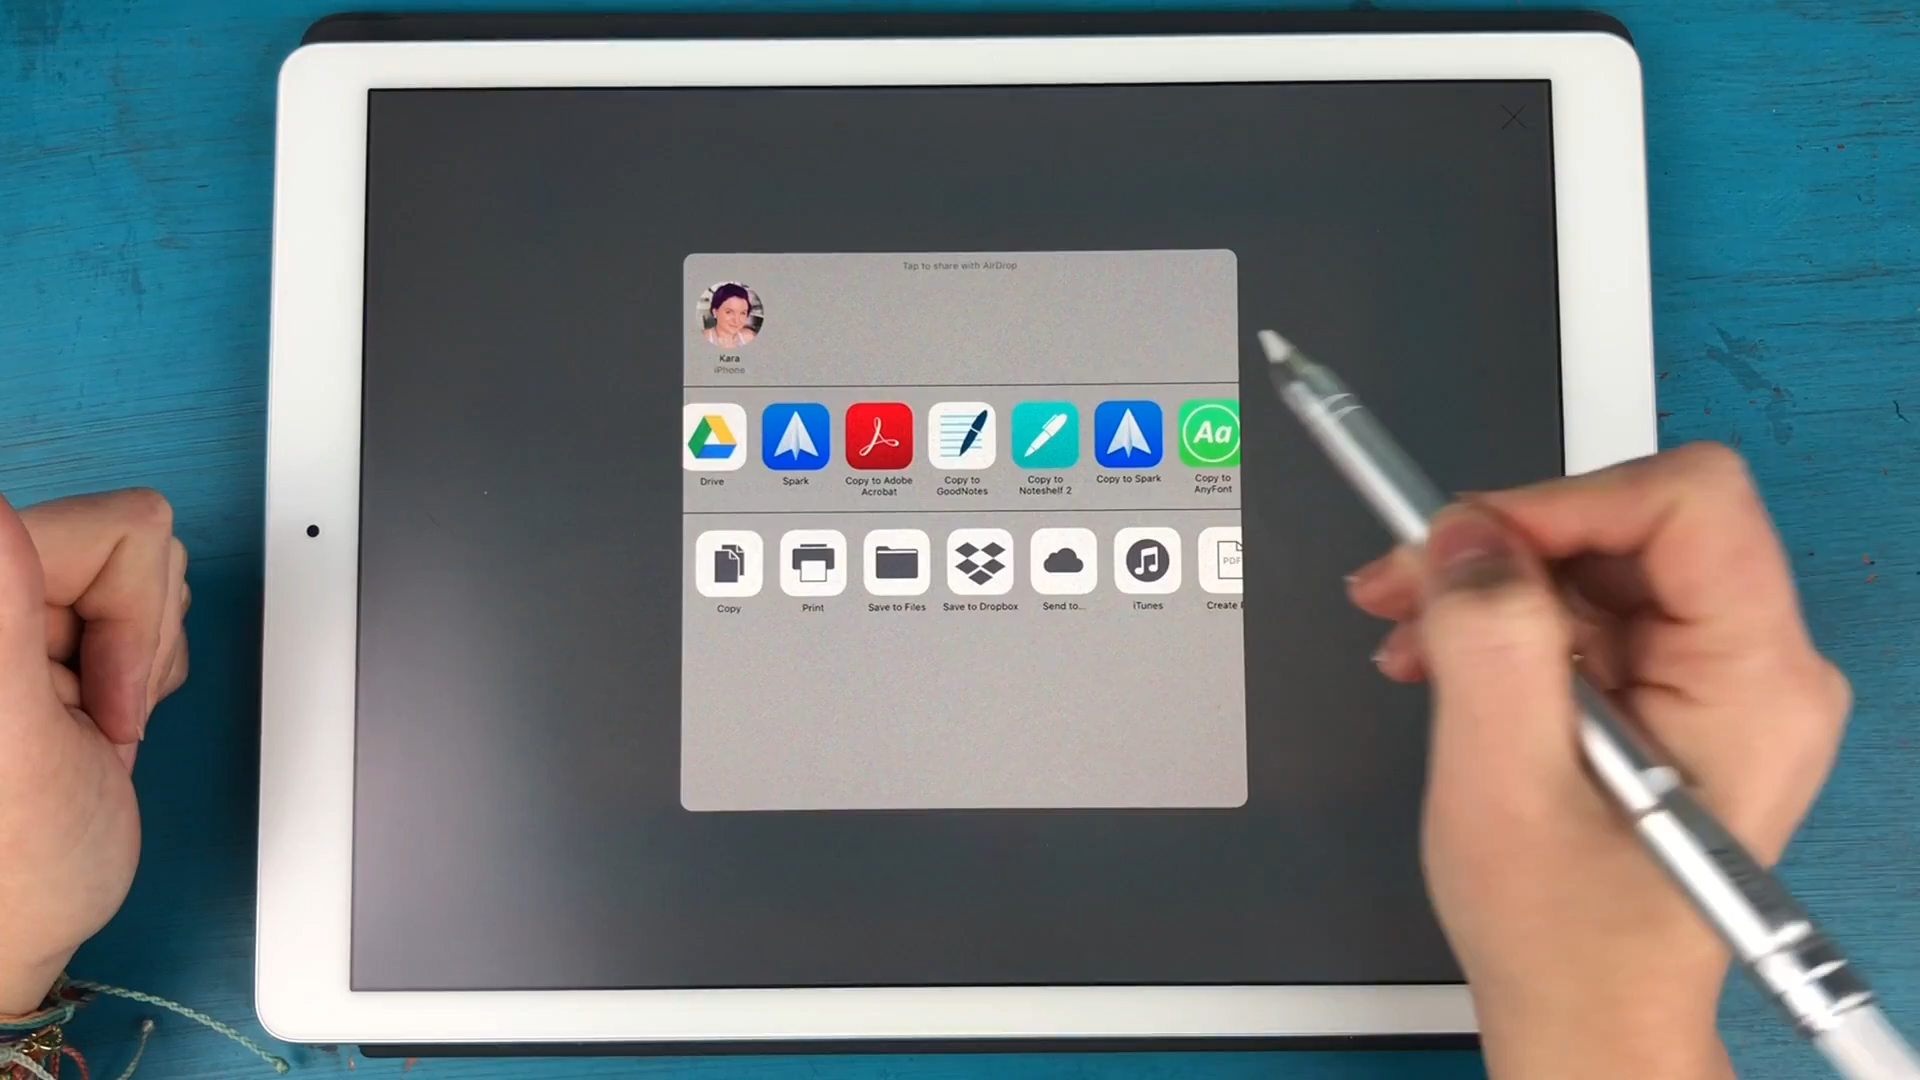 Tap to share with AirDrop
Kara
iPhone
Aa
Drive
Spark
Copy to Adobe
Acrobat
Copy to
GoodNotes
Copy to
Noteshelf 2
Copy to Spark
Copy to
AnyFont
PDF
Copy
Print
Save to Files
Save to Dropbox
Send to...
iTunes
Create